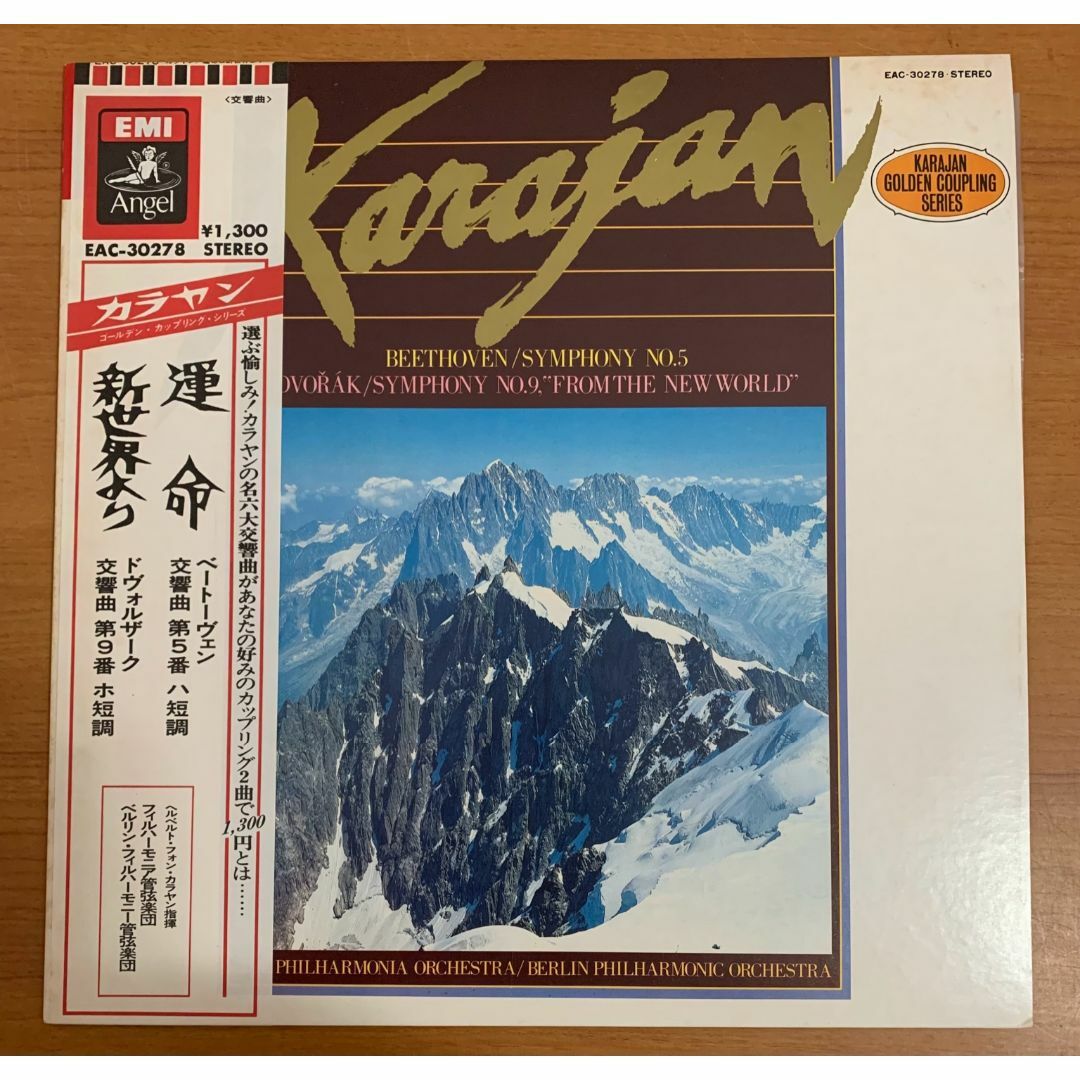 〈交響曲〉
EMI
Angel
¥1,300
EAC-30278 STEREO
カラヤン
ゴールデン・カップリング・シリーズ
選ぶ愉しみ!カラヤンの名六大交響曲があなたの好みのカップリング2曲で1,300円とは……
運命
新世界より
ベートーヴェン
交響曲 第5番 ハ短調
ドヴォルザーク
交響曲 第9番 ホ短調
ヘルベルト・フォン・カラヤン指揮
フィルハーモニア管弦楽団
ベルリン・フィルハーモニー管弦楽団
Karajan
BEETHOVEN/SYMPHONY NO.5
DVOŘÁK/SYMPHONY NO.9,"FROM THE NEW WORLD"
PHILHARMONIA ORCHESTRA/BERLIN PHILHARMONIC ORCHESTRA
EAC-30278·STEREO
KARAJAN
GOLDEN COUPLING
SERIES